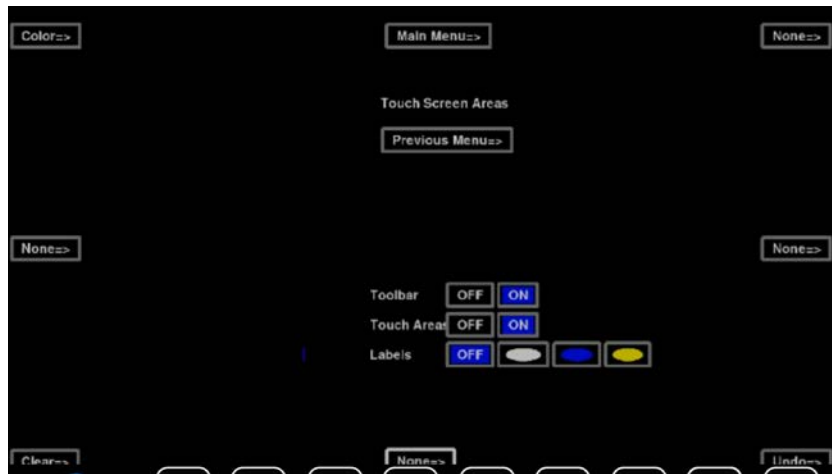 Color=>
Main Menu=>
None=>
Touch Screen Areas
Previous Menu=>
None=>
None=>
Toolbar OFF ON
Touch Areas OFF ON
Labels OFF
Clear=>
None=>
Undo=>